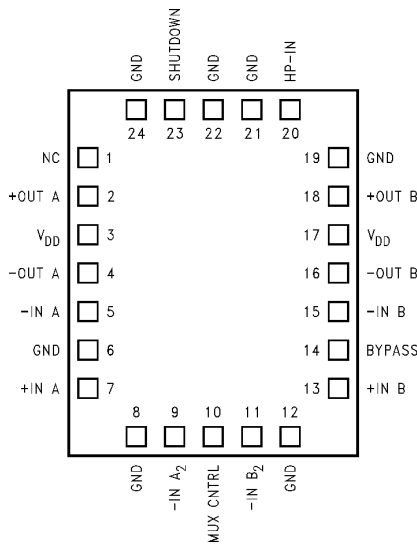 GND
SHUTDOWN
GND
GND
HP-IN
24
23
22
21
20
NC 1
+OUT A 2
VDD 3
-OUT A 4
-IN A 5
GND 6
+IN A 7
19 GND
18 +OUT B
17 VDD
16 -OUT B
15 -IN B
14 BYPASS
13 +IN B
8
9
10
11
12
GND
-IN A2
MUX CNTRL
-IN B2
GND